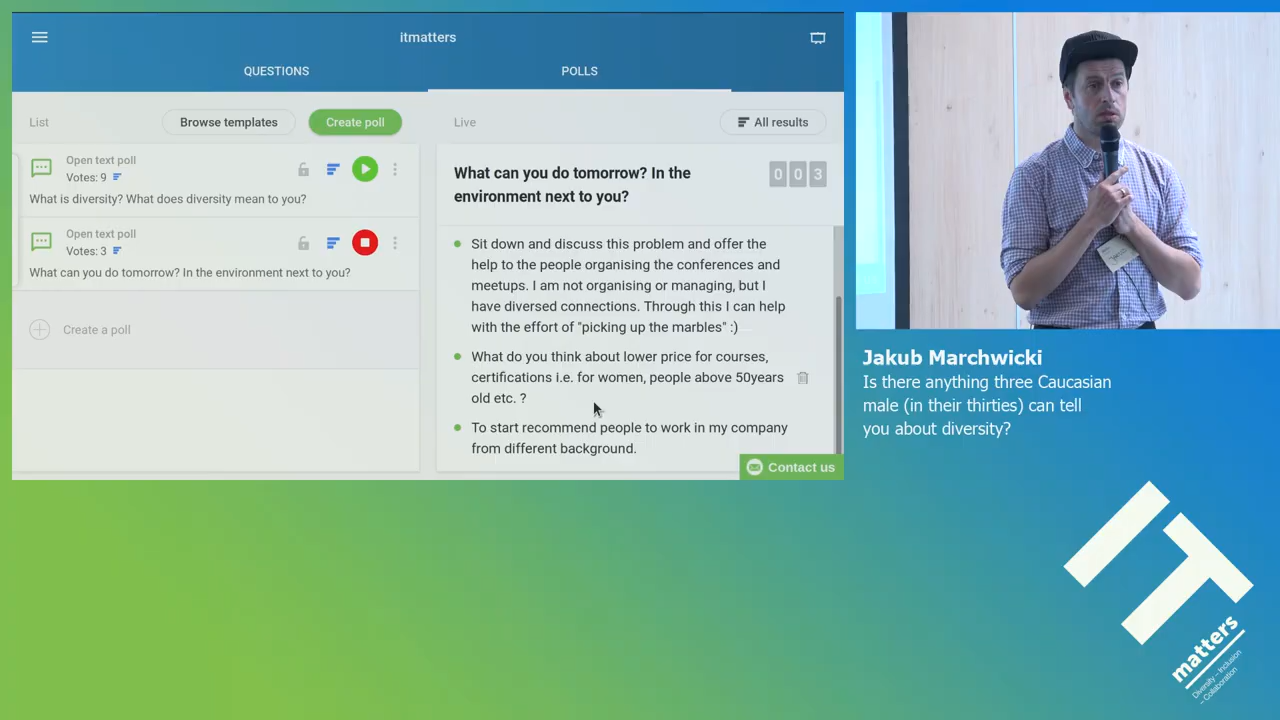 itmatters
QUESTIONS
POLLS
List
Browse templates
Create poll
Open text poll
Votes: 9
What is diversity? What does diversity mean to you?
Open text poll
Votes: 3
What can you do tomorrow? In the environment next to you?
Create a poll
Live
All results
What can you do tomorrow? In the
environment next to you?
0 0 3
Sit down and discuss this problem and offer the
help to the people organising the conferences and
meetups. I am not organising or managing, but I
have diversed connections. Through this I can help
with the effort of "picking up the marbles" :)
What do you think about lower price for courses,
certifications i.e. for women, people above 50years
old etc. ?
To start recommend people to work in my company
from different background.
Contact us
Jakub Marchwicki
Is there anything three Caucasian
male (in their thirties) can tell
you about diversity?
IT
matters
Diversity – Inclusion
– Collaboration